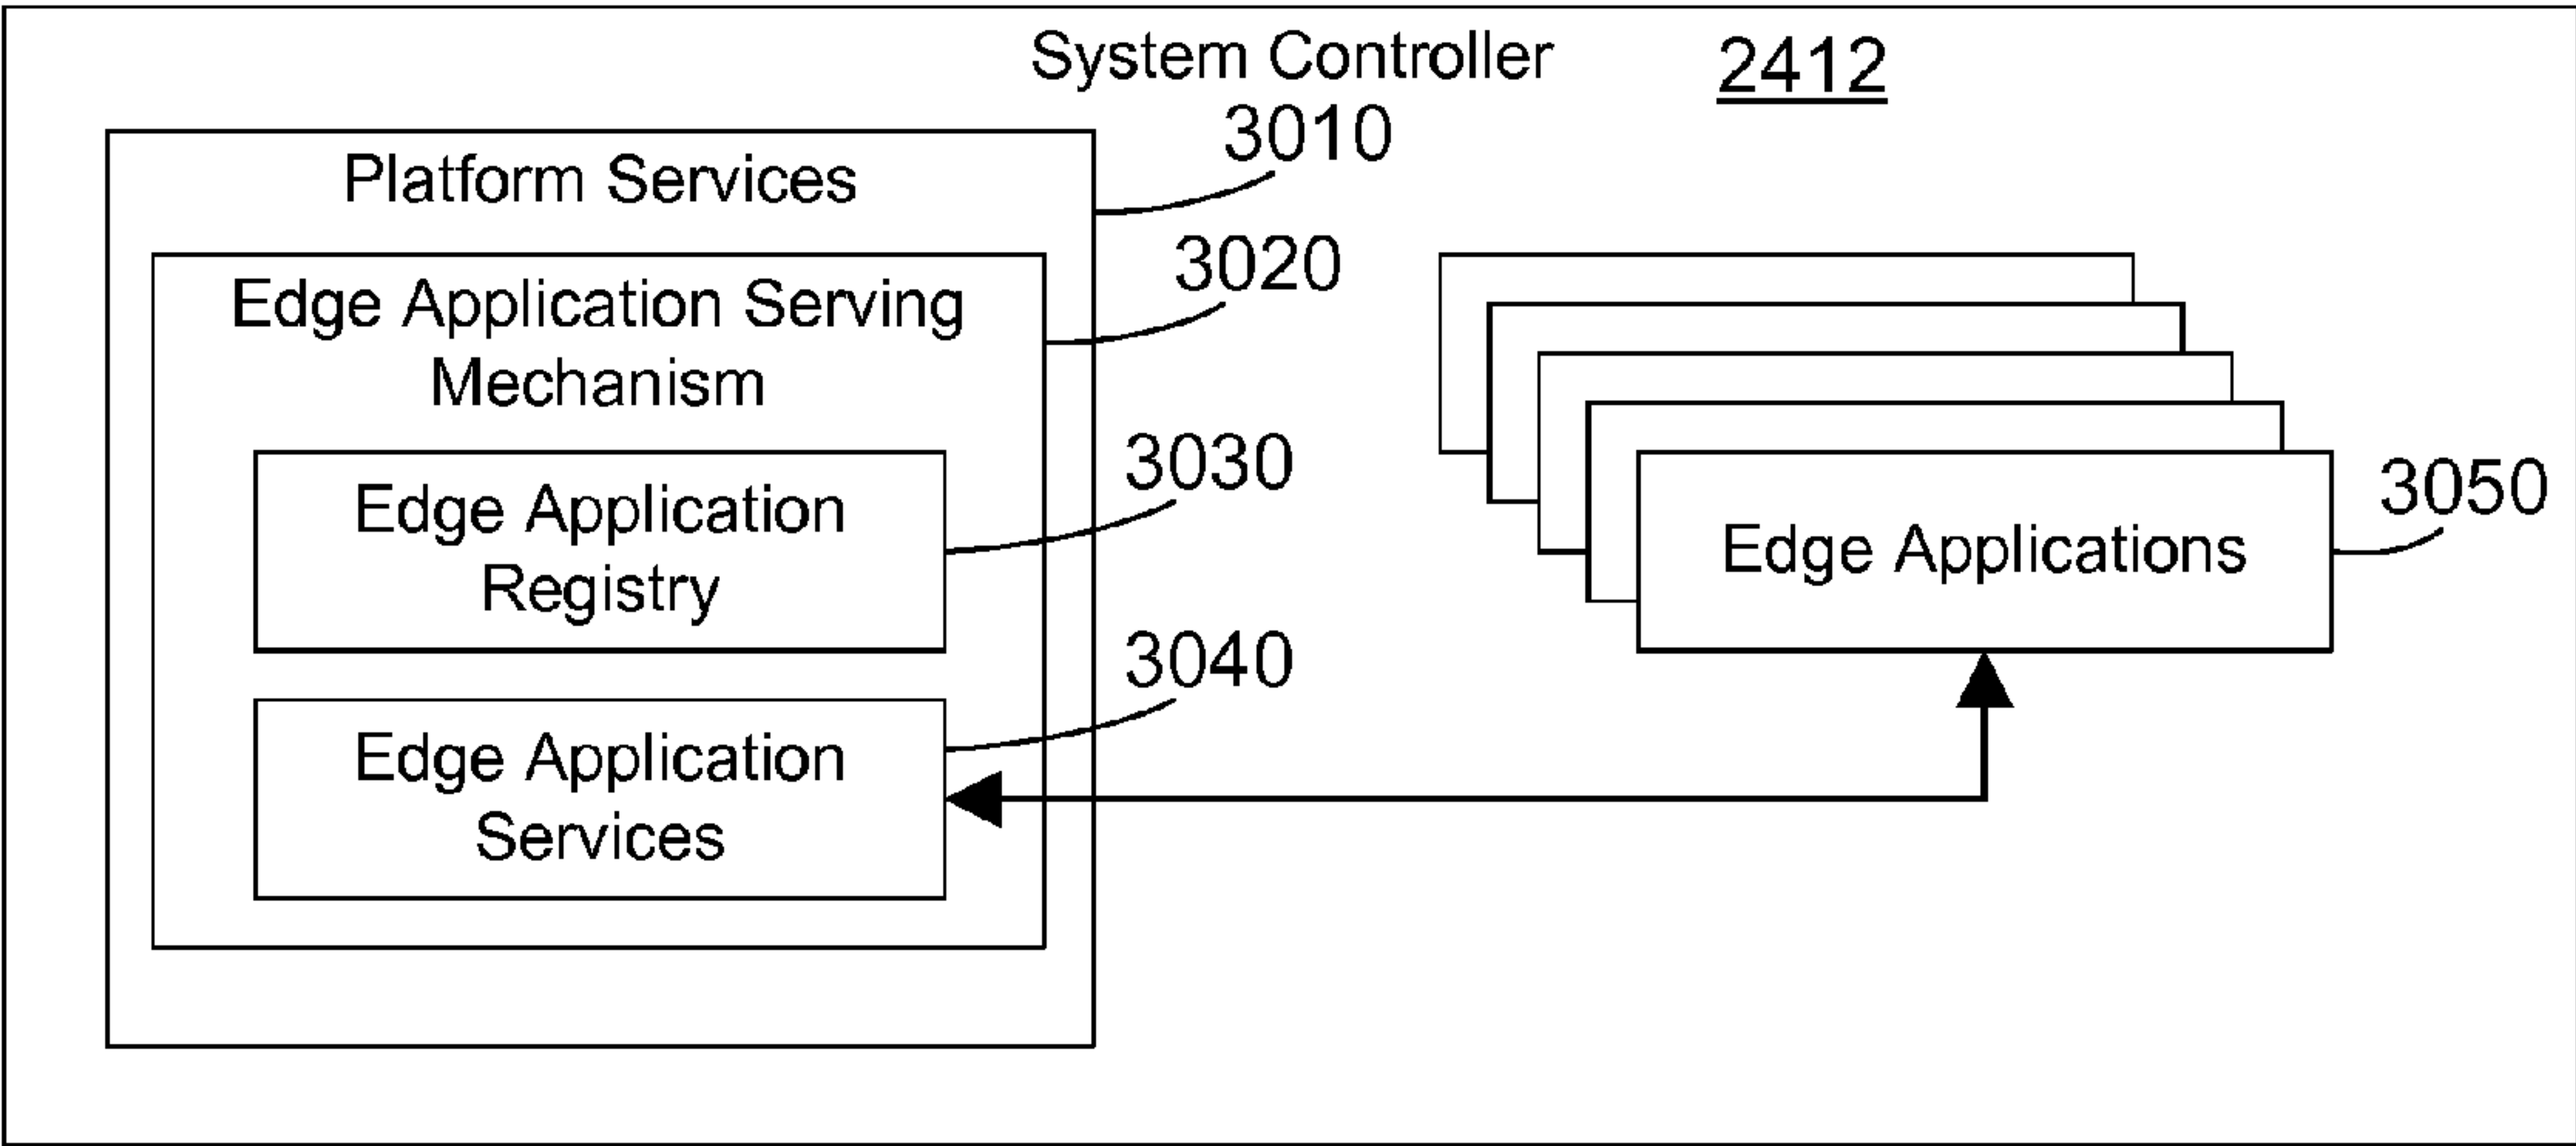 System Controller 2412
3010
Platform Services
3020
Edge Application Serving
Mechanism
3030
Edge Application
Registry
3040
Edge Application
Services
Edge Applications
3050